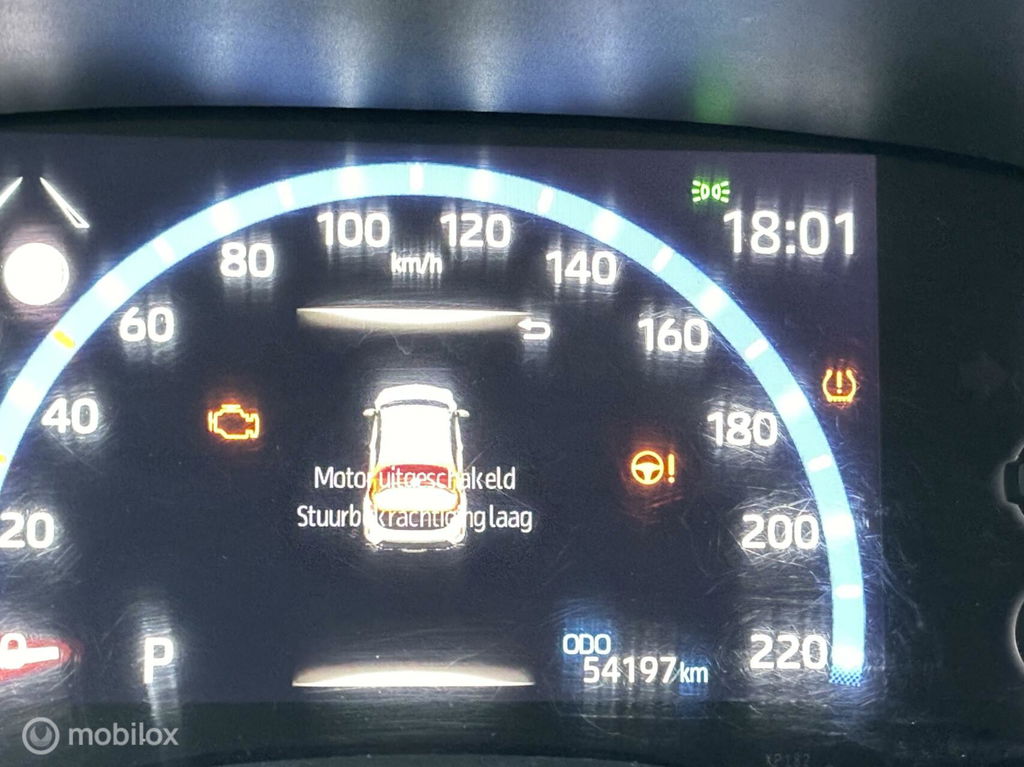 18:01
100
120
km/h
80
140
60
160
40
180
Motor uitgeschakeld
Stuurbekrachtiging laag
20
200
0
P
ODO
54197 km
220
mobilox